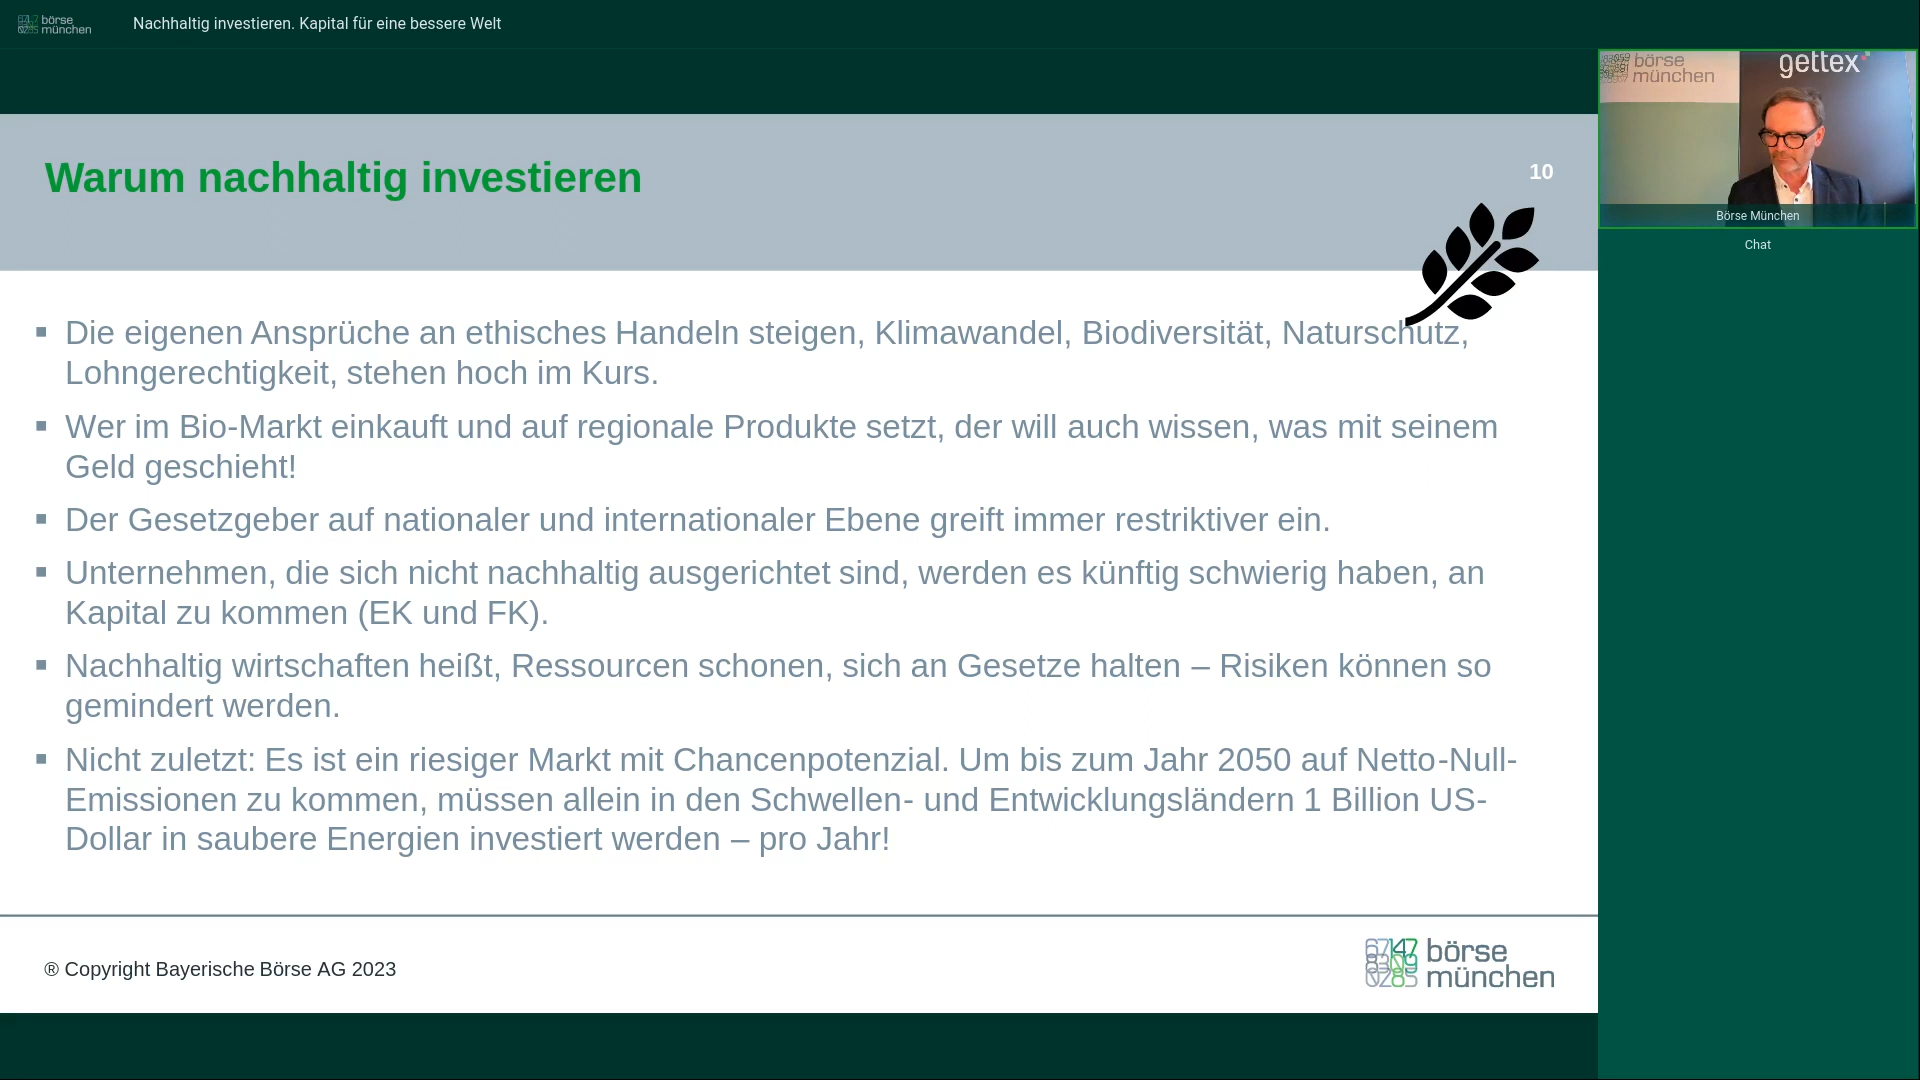 börse
münchen
Nachhaltig investieren. Kapital für eine bessere Welt
Warum nachhaltig investieren
10
Die eigenen Ansprüche an ethisches Handeln steigen, Klimawandel, Biodiversität, Naturschutz,
Lohngerechtigkeit, stehen hoch im Kurs.
Wer im Bio-Markt einkauft und auf regionale Produkte setzt, der will auch wissen, was mit seinem
Geld geschieht!
Der Gesetzgeber auf nationaler und internationaler Ebene greift immer restriktiver ein.
Unternehmen, die sich nicht nachhaltig ausgerichtet sind, werden es künftig schwierig haben, an
Kapital zu kommen (EK und FK).
Nachhaltig wirtschaften heißt, Ressourcen schonen, sich an Gesetze halten – Risiken können so
gemindert werden.
Nicht zuletzt: Es ist ein riesiger Markt mit Chancenpotenzial. Um bis zum Jahr 2050 auf Netto-Null-
Emissionen zu kommen, müssen allein in den Schwellen- und Entwicklungsländern 1 Billion US-
Dollar in saubere Energien investiert werden – pro Jahr!
® Copyright Bayerische Börse AG 2023
börse
münchen
börse
münchen
gettex
Börse München
Chat